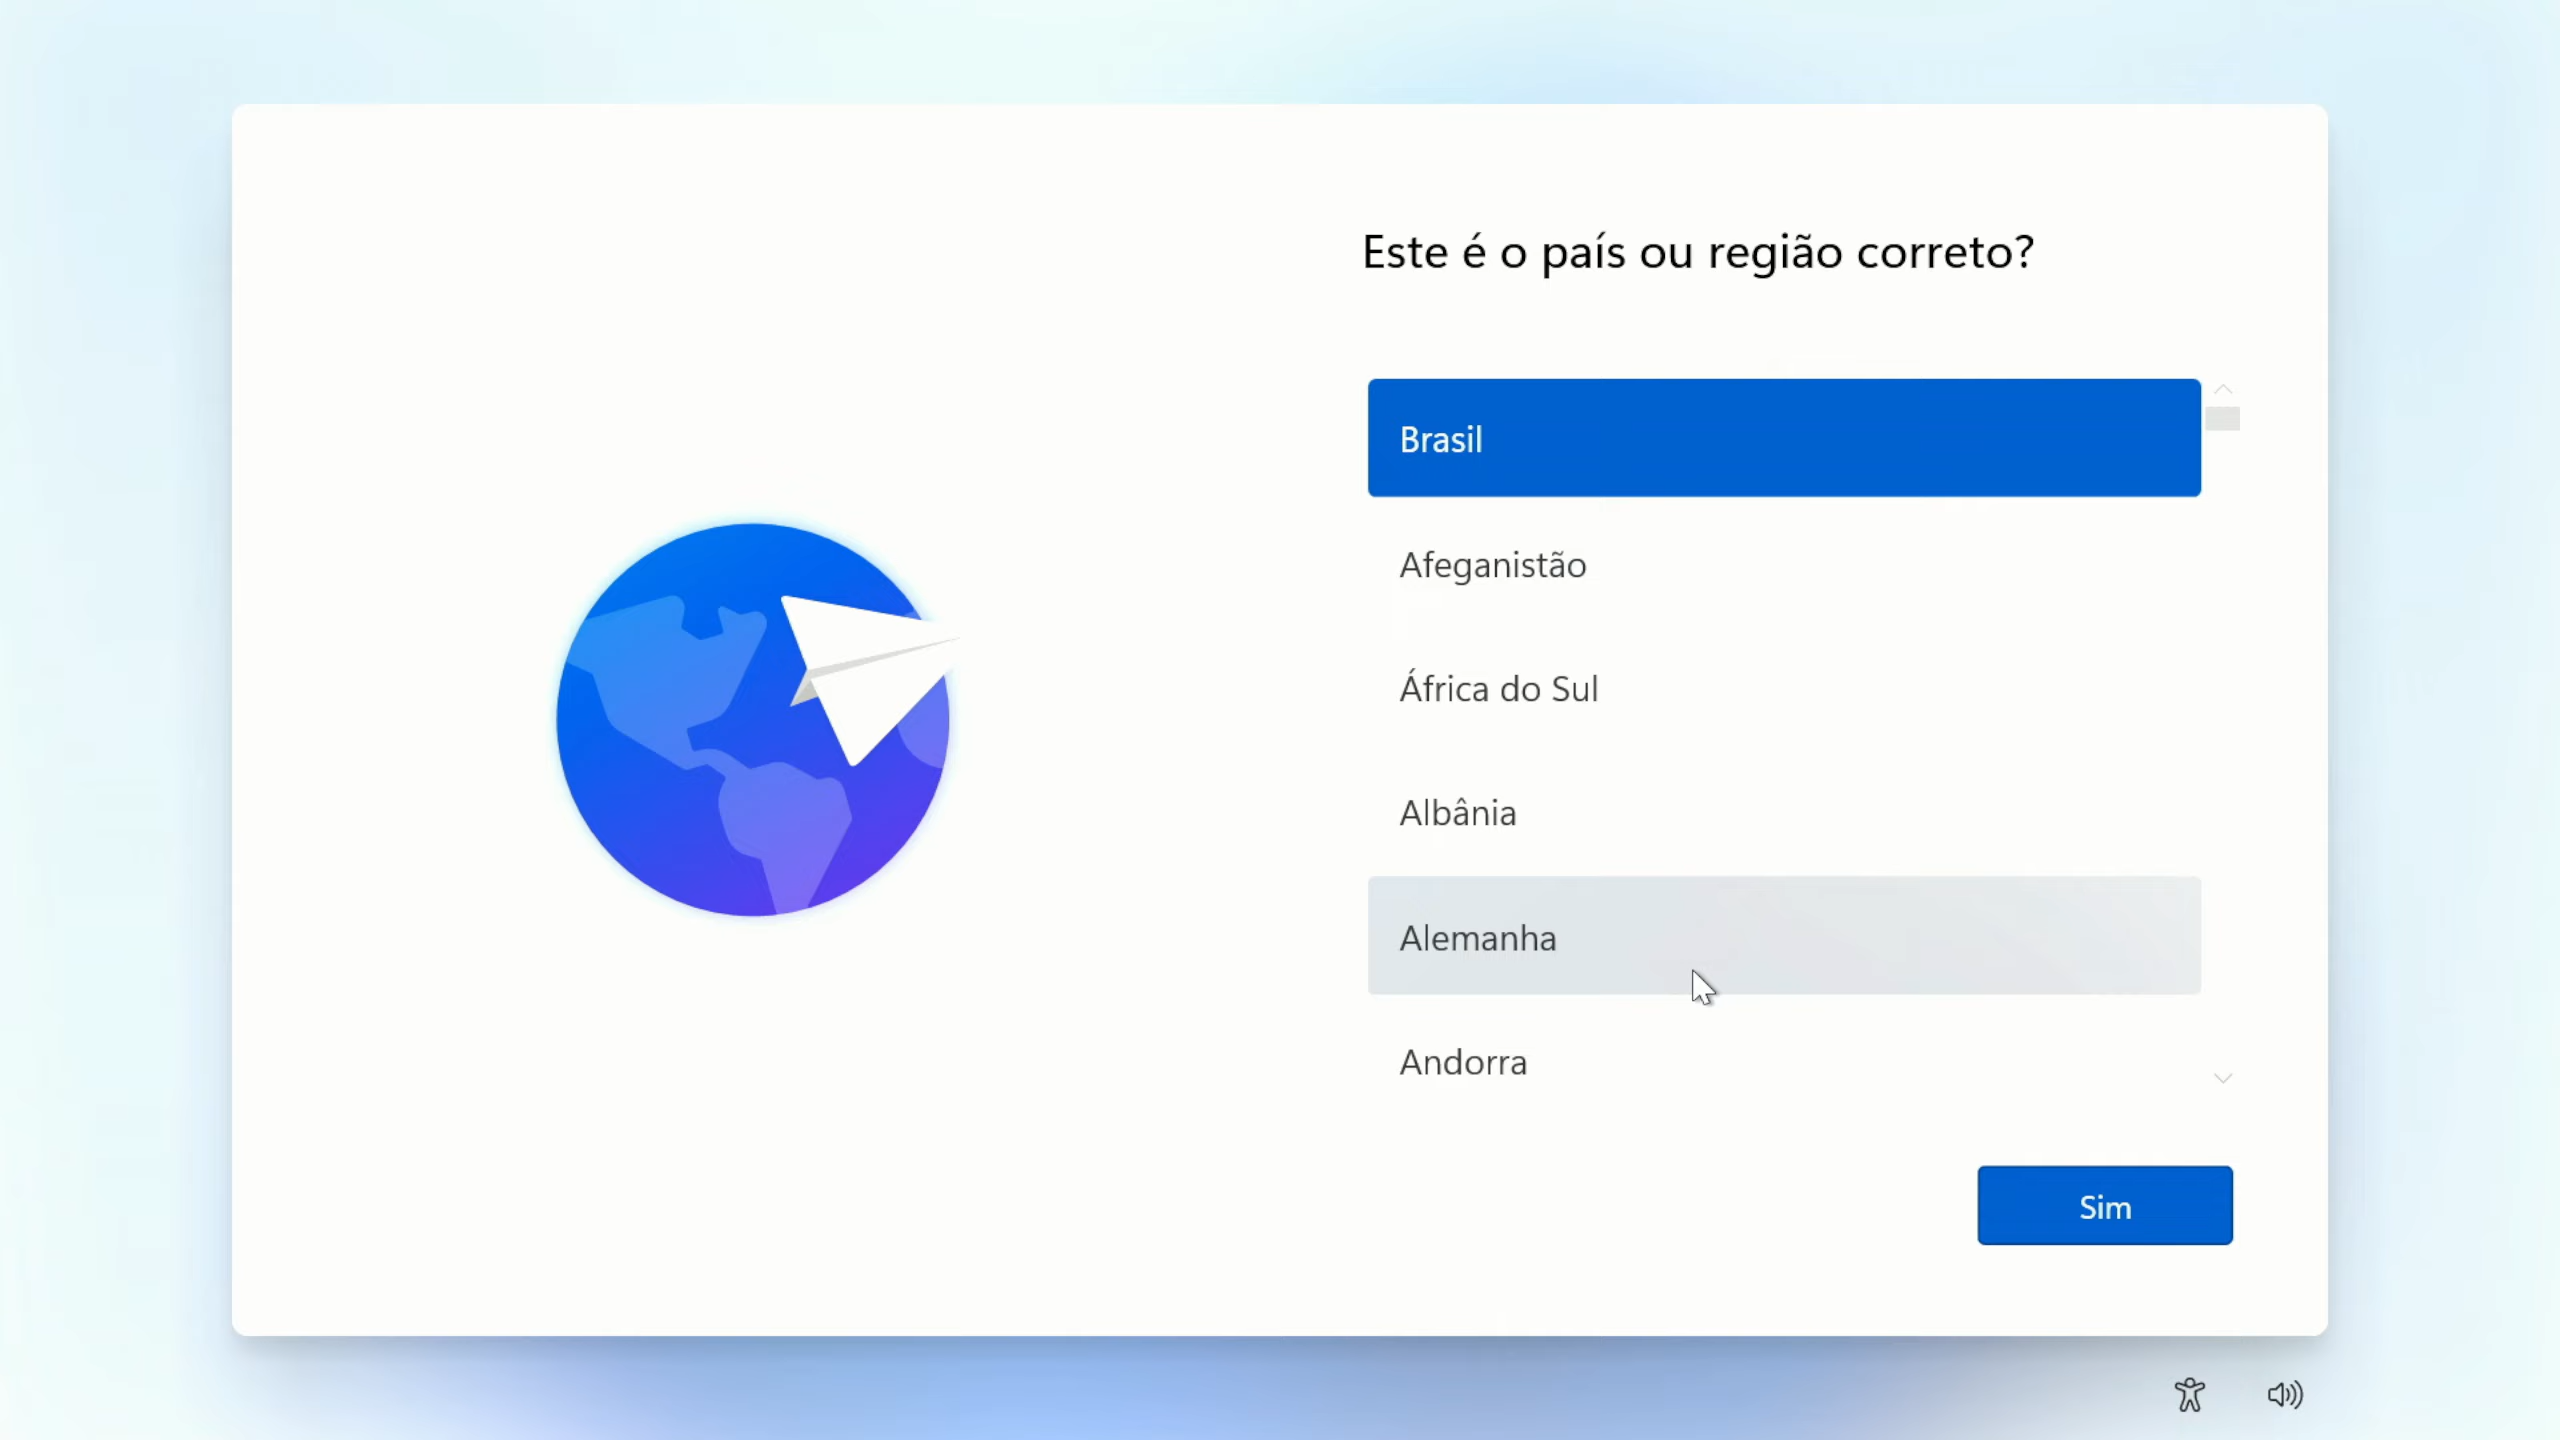 Este é o país ou região correto?
Brasil
Afeganistão
África do Sul
Albânia
Alemanha
Andorra
Sim